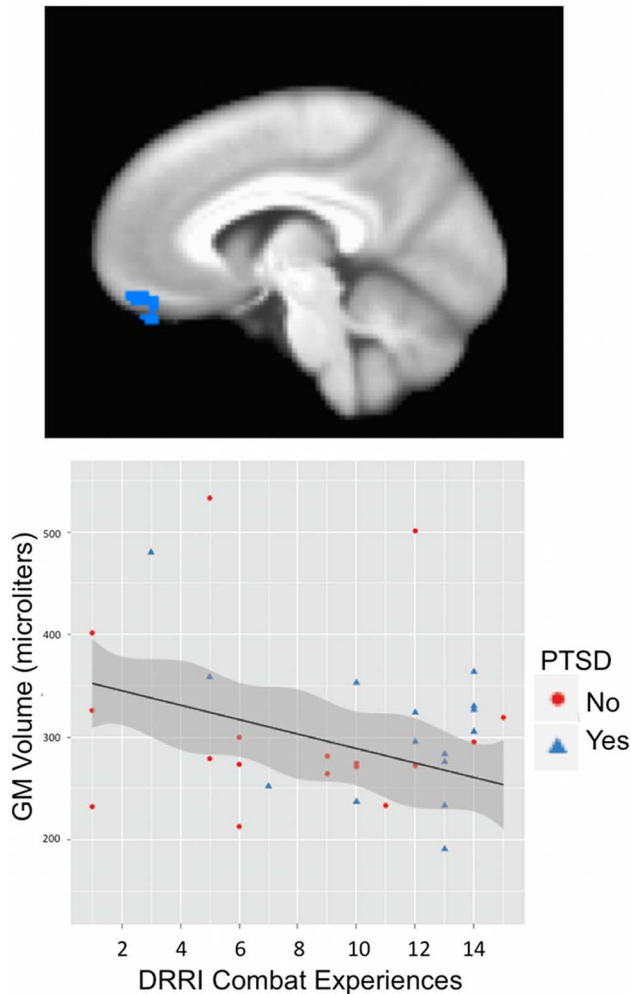 GM Volume (microliters)
500
400
300
200
2 4 6 8 10 12 14
DRRI Combat Experiences
PTSD
No
Yes